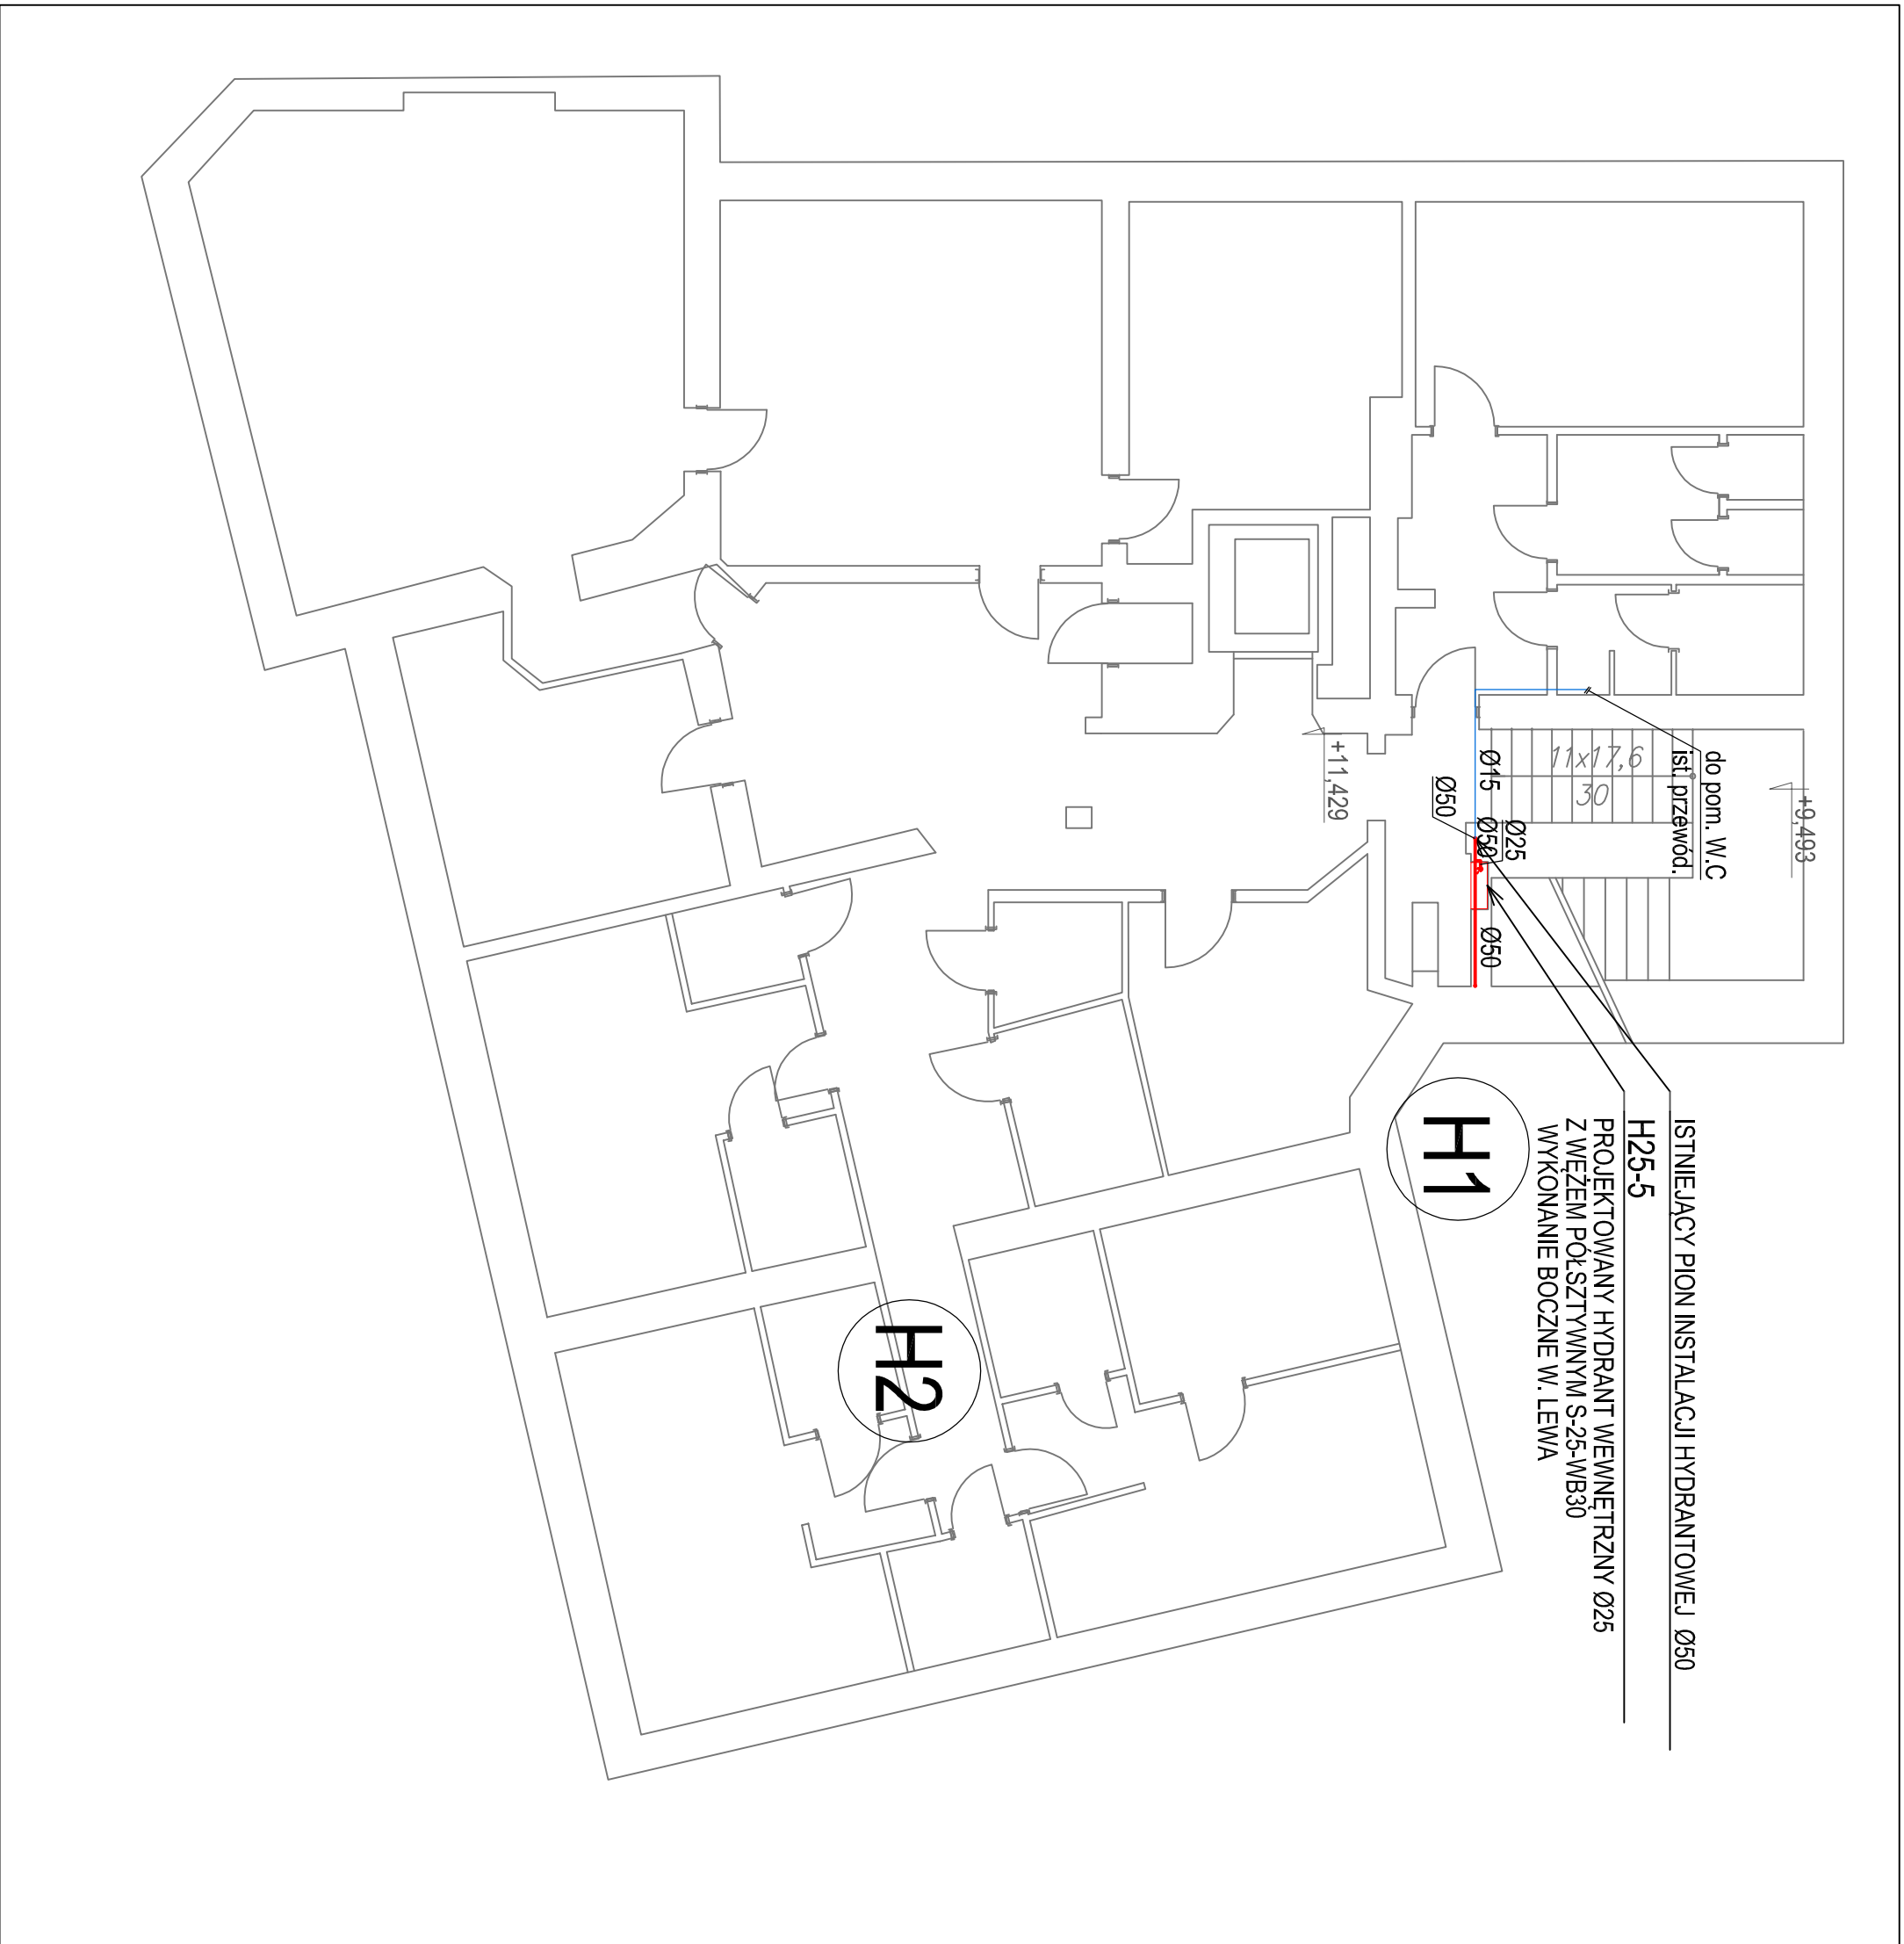 +9,493
do pom. W.C
ist. przewód.
11x17,6
30
Ø15
Ø50
Ø25
Ø50
Ø50
+11,429
ISTNIEJĄCY PION INSTALACJI HYDRANTOWEJ Ø50
H25-5
PROJEKTOWANY HYDRANT WEWNĘTRZNY Ø25
Z WĘŻEM PÓŁSZTYWNYM S-25-WB30
WYKONANIE BOCZNE W. LEWA
H1
H2